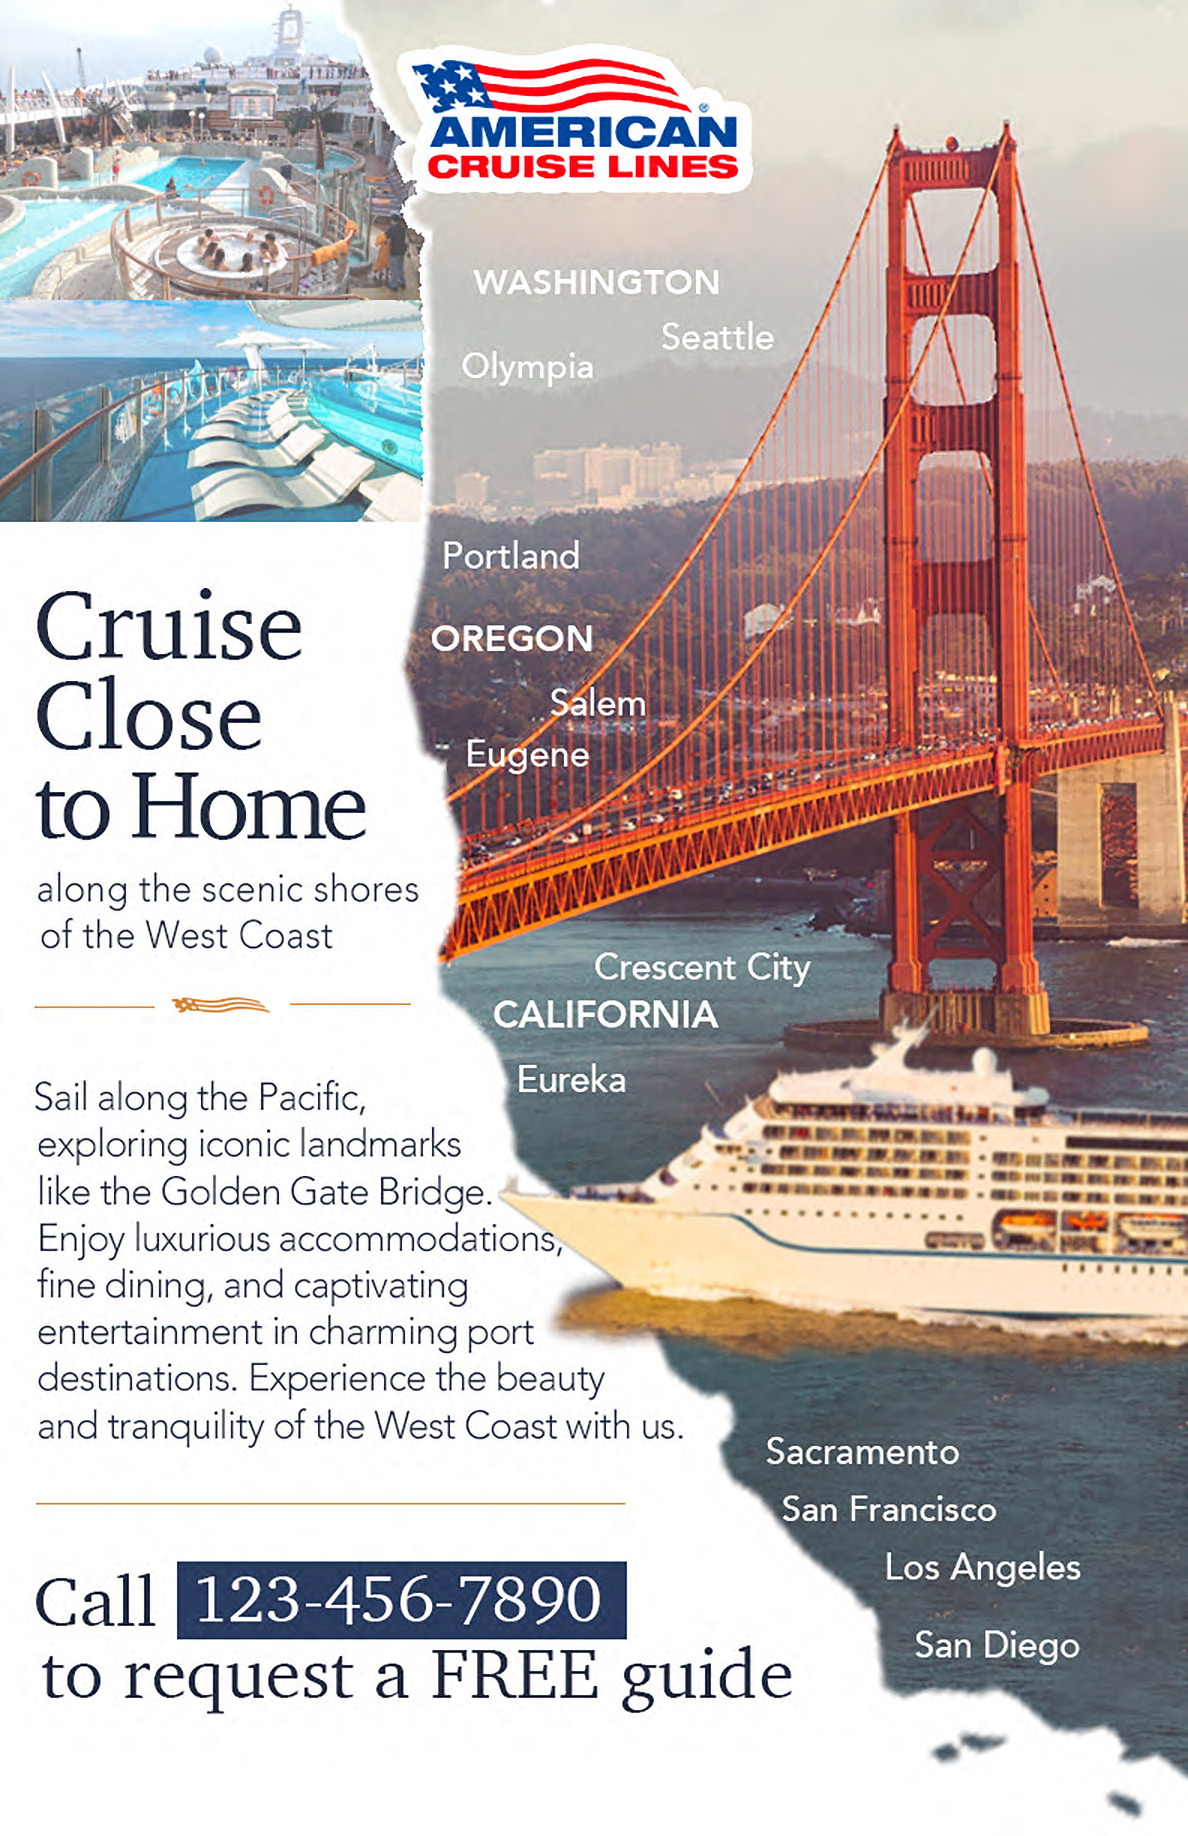 AMERICAN
CRUISE LINES
WASHINGTON
Seattle
Olympia
Portland
OREGON
Salem
Eugene
Cruise
Close
to Home
along the scenic shores
of the West Coast
Crescent City
CALIFORNIA
Eureka
Sail along the Pacific,
exploring iconic landmarks
like the Golden Gate Bridge.
Enjoy luxurious accommodations,
fine dining, and captivating
entertainment in charming port
destinations. Experience the beauty
and tranquility of the West Coast with us.
Sacramento
San Francisco
Los Angeles
San Diego
Call 123-456-7890
to request a FREE guide